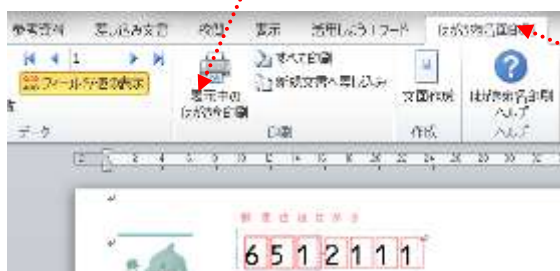 参考資料 差し込み文書 校閲 表示 活用しよう!ワード はがき宛名面印刷
1
すべて印刷
フィールド/値の表示
新規文書へ差し込み
表示中の
はがきを印刷
文面作成
はがき宛名印刷
ヘルプ
データ
印刷
作成
ヘルプ
郵便はがき
6512111